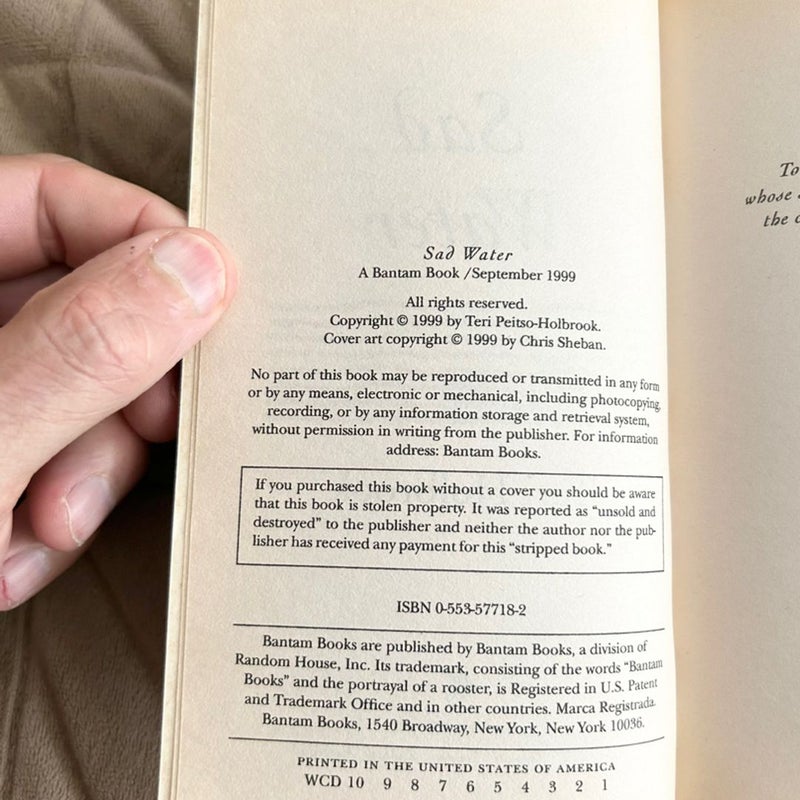 Sad Water
A Bantam Book /September 1999
All rights reserved.
Copyright © 1999 by Teri Peitso-Holbrook.
Cover art copyright © 1999 by Chris Sheban.
No part of this book may be reproduced or transmitted in any form
or by any means, electronic or mechanical, including photocopying,
recording, or by any information storage and retrieval system,
without permission in writing from the publisher. For information
address: Bantam Books.
If you purchased this book without a cover you should be aware
that this book is stolen property. It was reported as “unsold and
destroyed” to the publisher and neither the author nor the pub-
lisher has received any payment for this “stripped book.”
ISBN 0-553-57718-2
Bantam Books are published by Bantam Books, a division of
Random House, Inc. Its trademark, consisting of the words “Bantam
Books” and the portrayal of a rooster, is Registered in U.S. Patent
and Trademark Office and in other countries. Marca Registrada.
Bantam Books, 1540 Broadway, New York, New York 10036.
PRINTED IN THE UNITED STATES OF AMERICA
WCD 10 9 8 7 6 5 4 3 2 1
To
whose
the